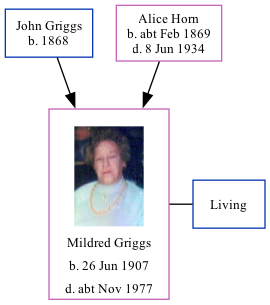 John Griggs
b. 1868
Alice Horn
b. abt Feb 1869
d. 8 Jun 1934
Mildred Griggs
b. 26 Jun 1907
d. abt Nov 1977
Living